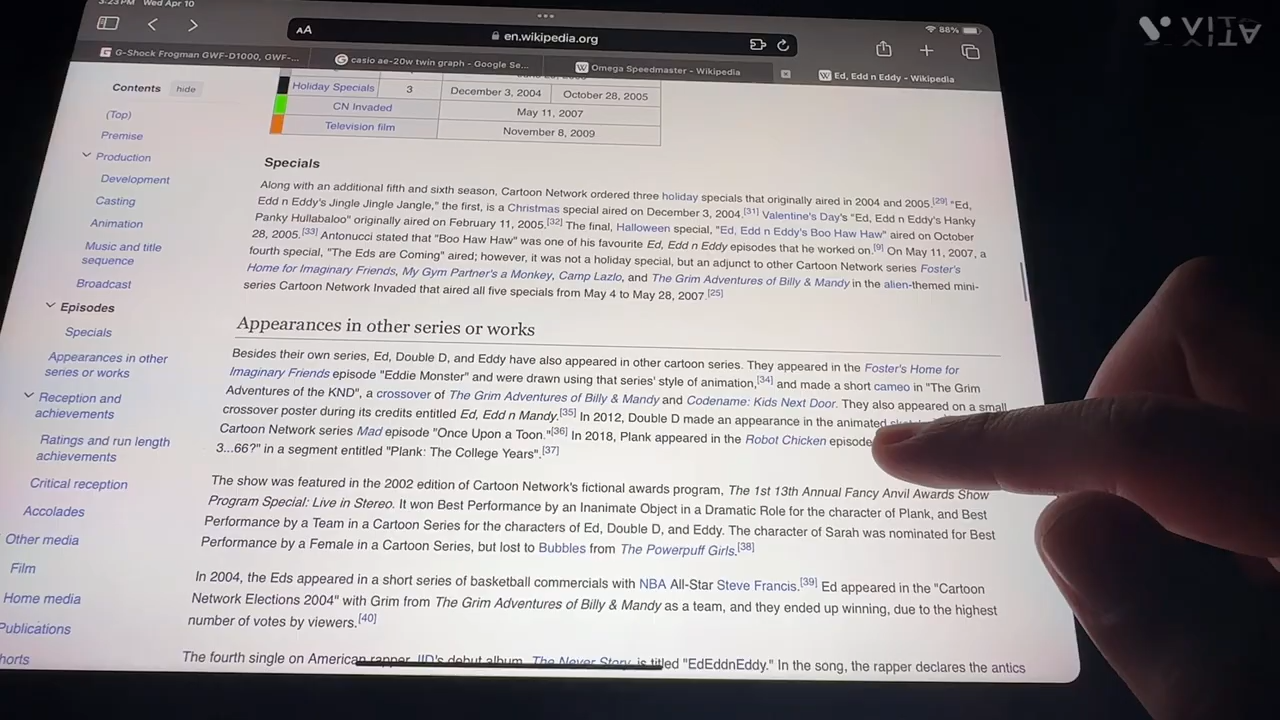 3:23 PM Wed Apr 10
88%
AA
en.wikipedia.org
G-Shock Frogman GWF-D1000, GWF-...
casio ae-20w twin graph - Google Se...
Omega Speedmaster – Wikipedia
Ed, Edd n Eddy – Wikipedia
VITA
Contents hide
(Top)
Premise
Production
Development
Casting
Animation
Music and title
sequence
Broadcast
Episodes
Specials
Appearances in other
series or works
Reception and
achievements
Ratings and run length
achievements
Critical reception
Accolades
Other media
Film
Home media
Publications
horts
Holiday Specials 3 December 3, 2004 October 28, 2005
CN Invaded May 11, 2007
Television film November 8, 2009
Specials
Along with an additional fifth and sixth season, Cartoon Network ordered three holiday specials that originally aired in 2004 and 2005.[29] "Ed,
Edd n Eddy's Jingle Jingle Jangle," the first, is a Christmas special aired on December 3, 2004.[31] Valentine's Day's "Ed, Edd n Eddy's Hanky
Panky Hullabaloo" originally aired on February 11, 2005.[32] The final, Halloween special, "Ed, Edd n Eddy's Boo Haw Haw" aired on October
28, 2005.[33] Antonucci stated that "Boo Haw Haw" was one of his favourite Ed, Edd n Eddy episodes that he worked on.[9] On May 11, 2007, a
fourth special, "The Eds are Coming" aired; however, it was not a holiday special, but an adjunct to other Cartoon Network series Foster's
Home for Imaginary Friends, My Gym Partner's a Monkey, Camp Lazlo, and The Grim Adventures of Billy & Mandy in the alien-themed mini-
series Cartoon Network Invaded that aired all five specials from May 4 to May 28, 2007.[25]
Appearances in other series or works
Besides their own series, Ed, Double D, and Eddy have also appeared in other cartoon series. They appeared in the Foster's Home for
Imaginary Friends episode "Eddie Monster" and were drawn using that series' style of animation,[34] and made a short cameo in "The Grim
Adventures of the KND", a crossover of The Grim Adventures of Billy & Mandy and Codename: Kids Next Door. They also appeared on a small
crossover poster during its credits entitled Ed, Edd n Mandy.[35] In 2012, Double D made an appearance in the animated
Cartoon Network series Mad episode "Once Upon a Toon."[36] In 2018, Plank appeared in the Robot Chicken episode
3...66?" in a segment entitled "Plank: The College Years".[37]
The show was featured in the 2002 edition of Cartoon Network's fictional awards program, The 1st 13th Annual Fancy Anvil Awards Show
Program Special: Live in Stereo. It won Best Performance by an Inanimate Object in a Dramatic Role for the character of Plank, and Best
Performance by a Team in a Cartoon Series for the characters of Ed, Double D, and Eddy. The character of Sarah was nominated for Best
Performance by a Female in a Cartoon Series, but lost to Bubbles from The Powerpuff Girls.[38]
In 2004, the Eds appeared in a short series of basketball commercials with NBA All-Star Steve Francis.[39] Ed appeared in the "Cartoon
Network Elections 2004" with Grim from The Grim Adventures of Billy & Mandy as a team, and they ended up winning, due to the highest
number of votes by viewers.[40]
The fourth single on American rapper JID's debut album, The Never Story, is titled "EdEddnEddy." In the song, the rapper declares the antics